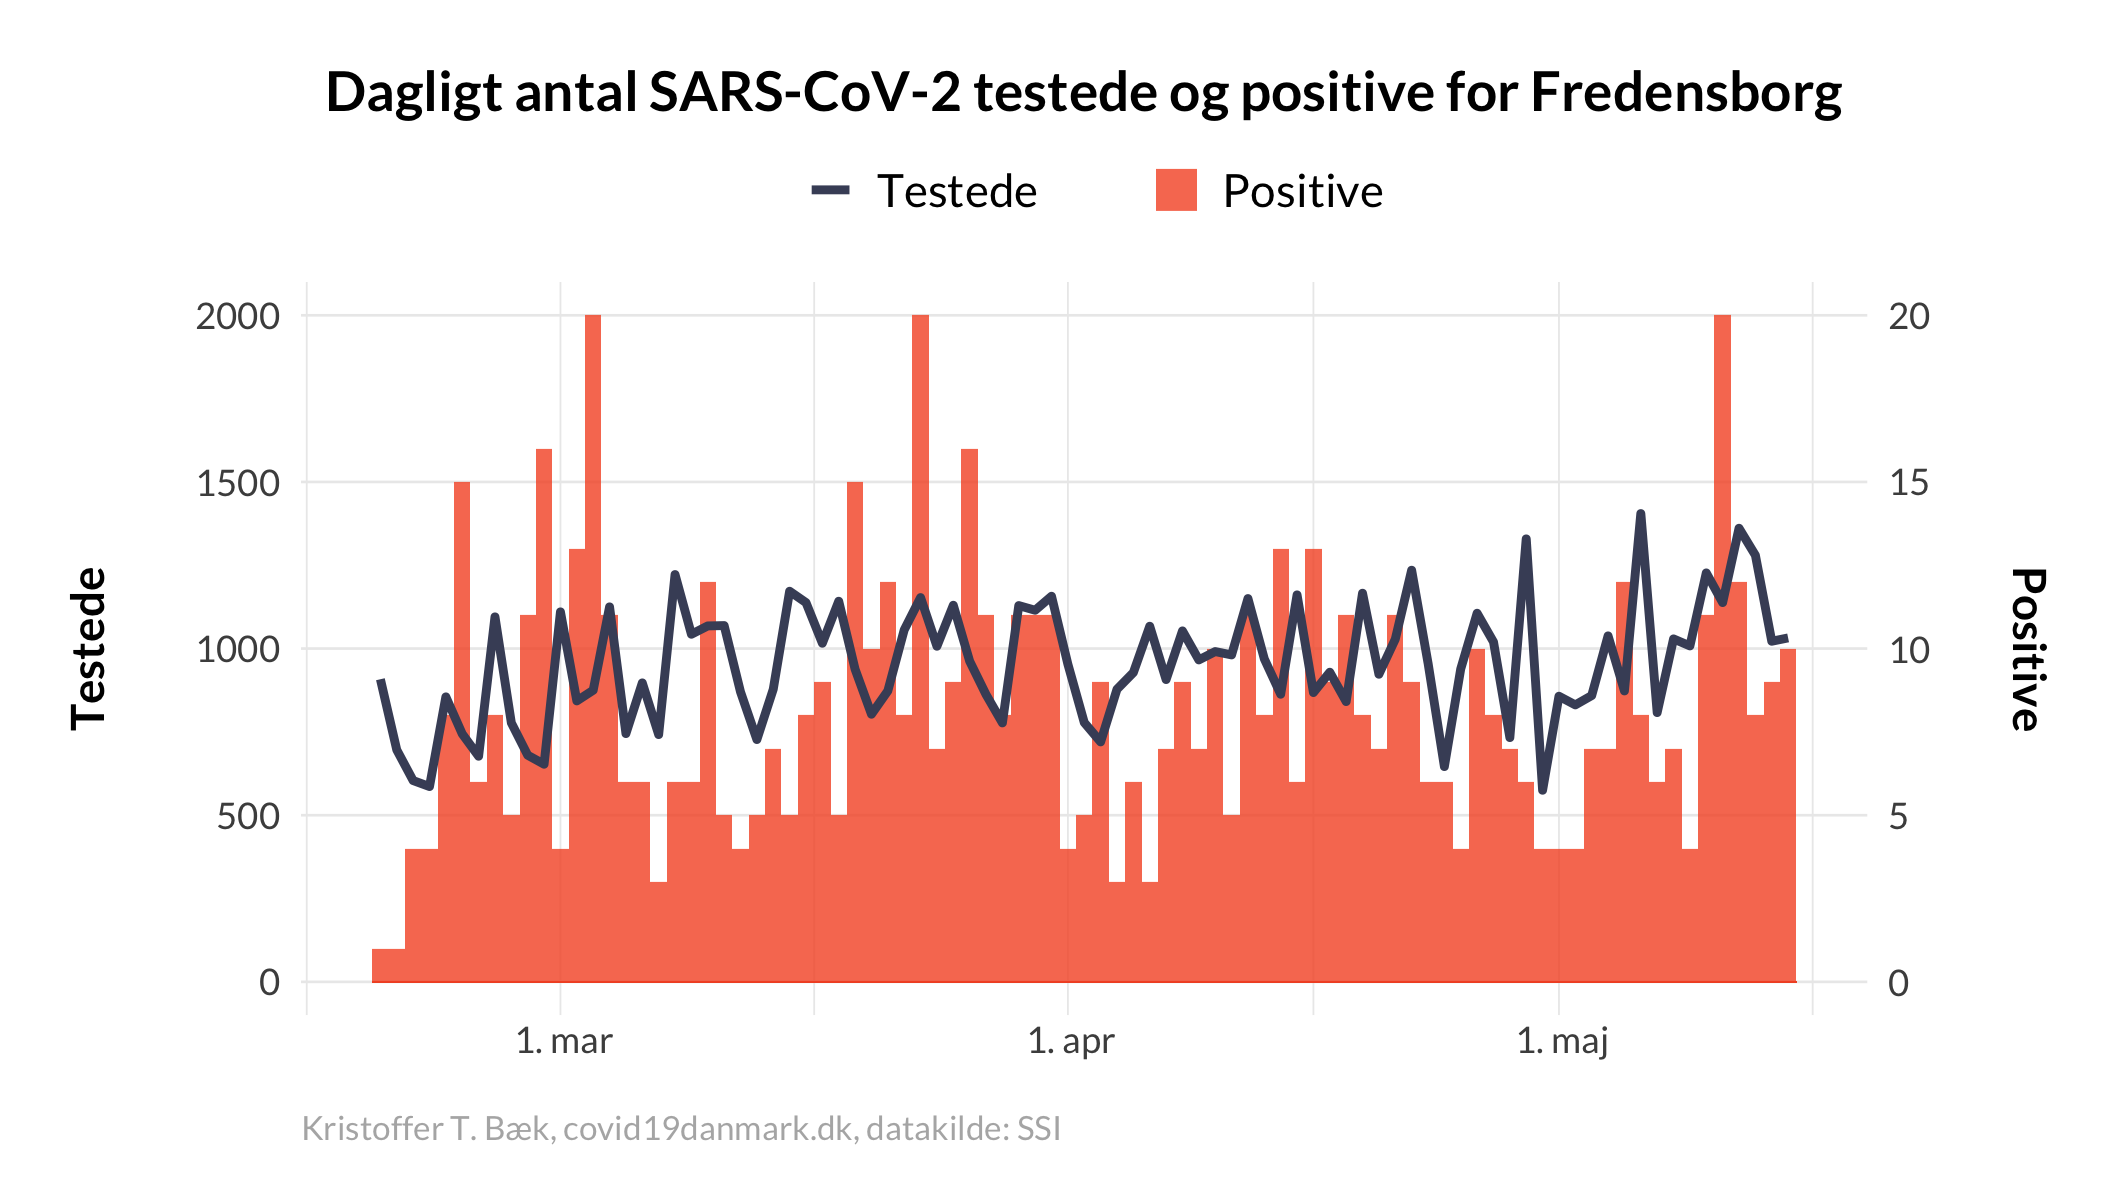 Dagligt antal SARS-CoV-2 testede og positive for Fredensborg
Testede
Positive
2000
1500
1000
500
0
Testede
20
15
10
5
0
Positive
1. mar
1. apr
1. maj
Kristoffer T. Bæk, covid19danmark.dk, datakilde: SSI